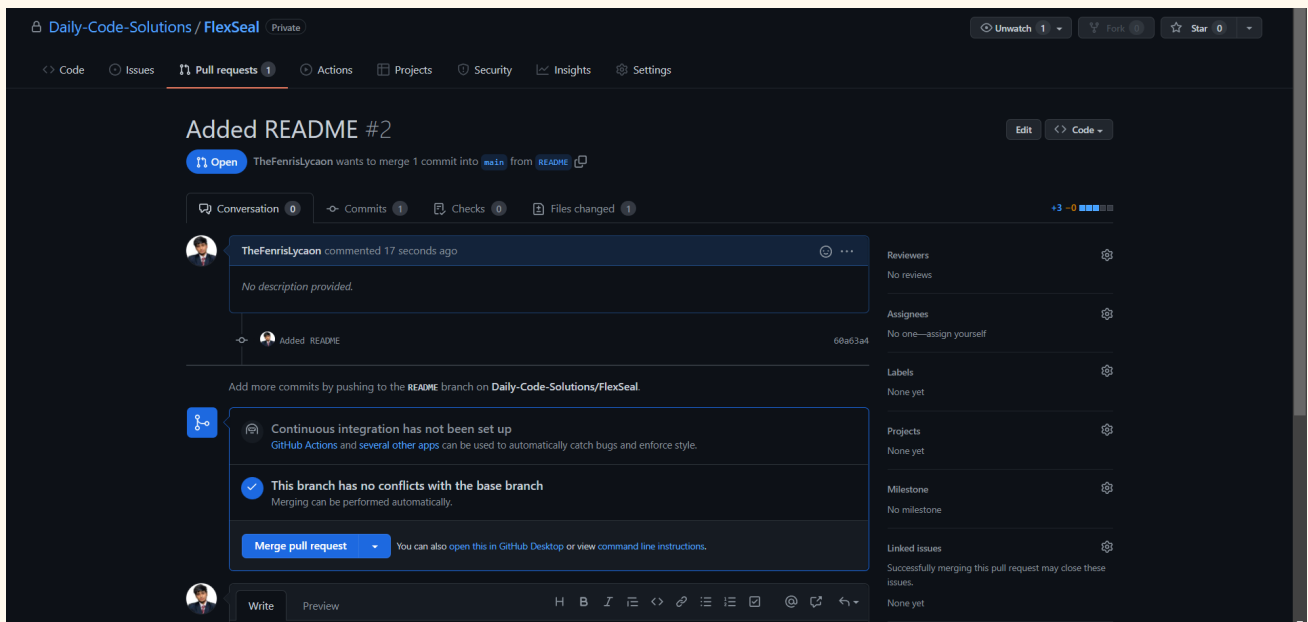 Daily-Code-Solutions / FlexSeal Private
Unwatch 1 Fork 0 Star 0
Code Issues Pull requests 1 Actions Projects Security Insights Settings
Added README #2
Edit Code
Open TheFenrisLycaon wants to merge 1 commit into main from README
Conversation 0 Commits 1 Checks 0 Files changed 1
+3 −0
TheFenrisLycaon commented 17 seconds ago
No description provided.
Added README 60a63a4
Add more commits by pushing to the README branch on Daily-Code-Solutions/FlexSeal.
Continuous integration has not been set up
GitHub Actions and several other apps can be used to automatically catch bugs and enforce style.
This branch has no conflicts with the base branch
Merging can be performed automatically.
Merge pull request You can also open this in GitHub Desktop or view command line instructions.
Write Preview
H B I @
Reviewers
No reviews
Assignees
No one—assign yourself
Labels
None yet
Projects
None yet
Milestone
No milestone
Linked issues
Successfully merging this pull request may close these
issues.
None yet